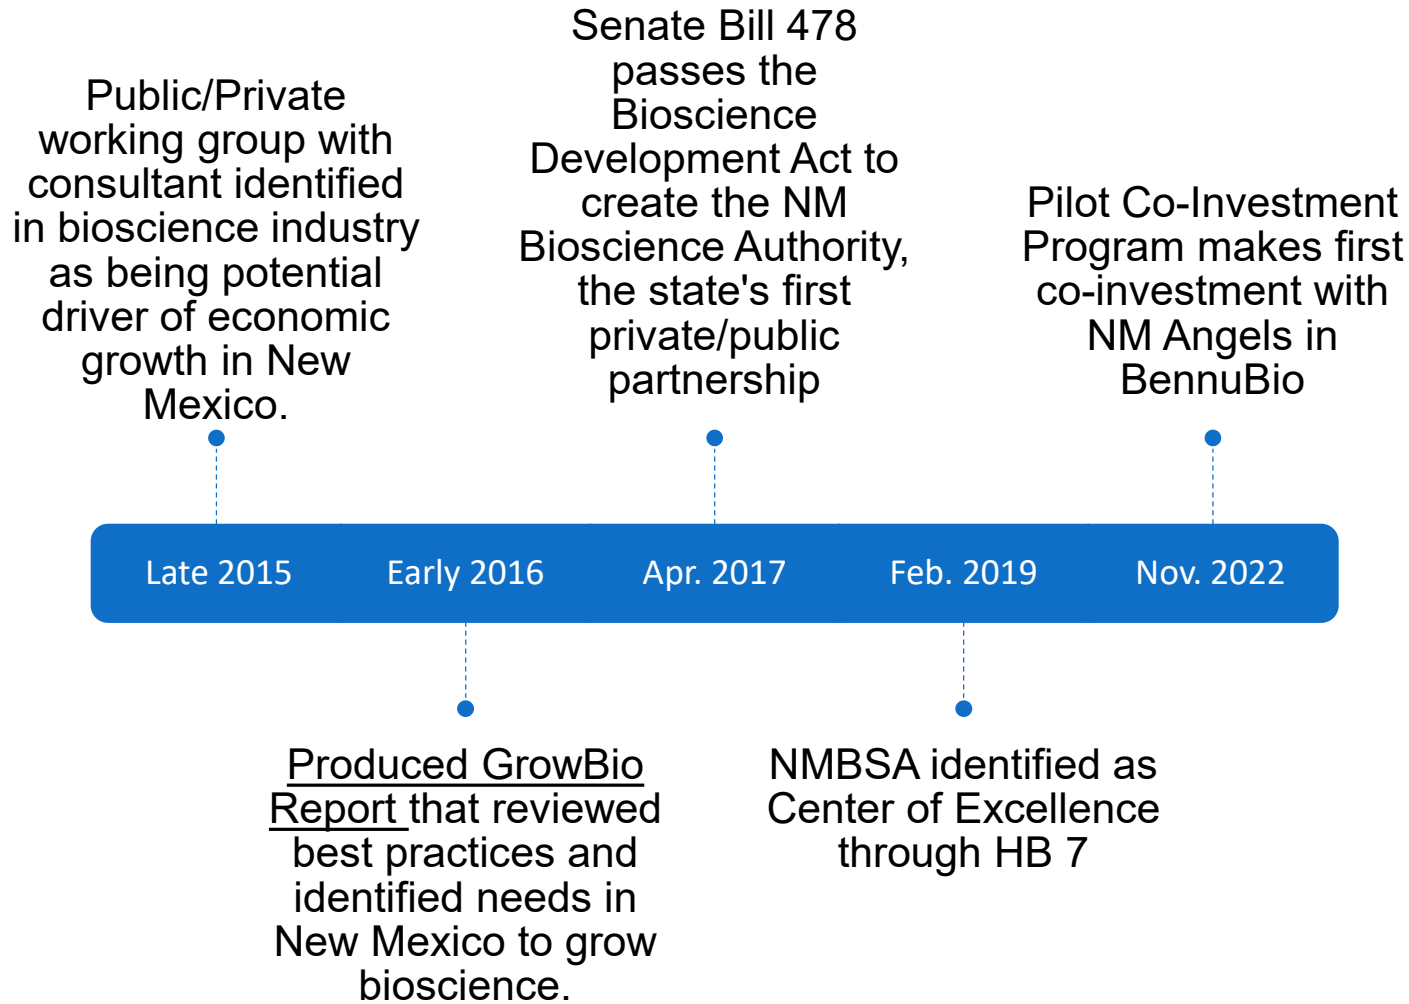 Public/Private
working group with
consultant identified
in bioscience industry
as being potential
driver of economic
growth in New
Mexico.
Senate Bill 478
passes the
Bioscience
Development Act to
create the NM
Bioscience Authority,
the state's first
private/public
partnership
Pilot Co-Investment
Program makes first
co-investment with
NM Angels in
BennuBio
Late 2015
Early 2016
Apr. 2017
Feb. 2019
Nov. 2022
Produced GrowBio
Report that reviewed
best practices and
identified needs in
New Mexico to grow
bioscience.
NMBSA identified as
Center of Excellence
through HB 7